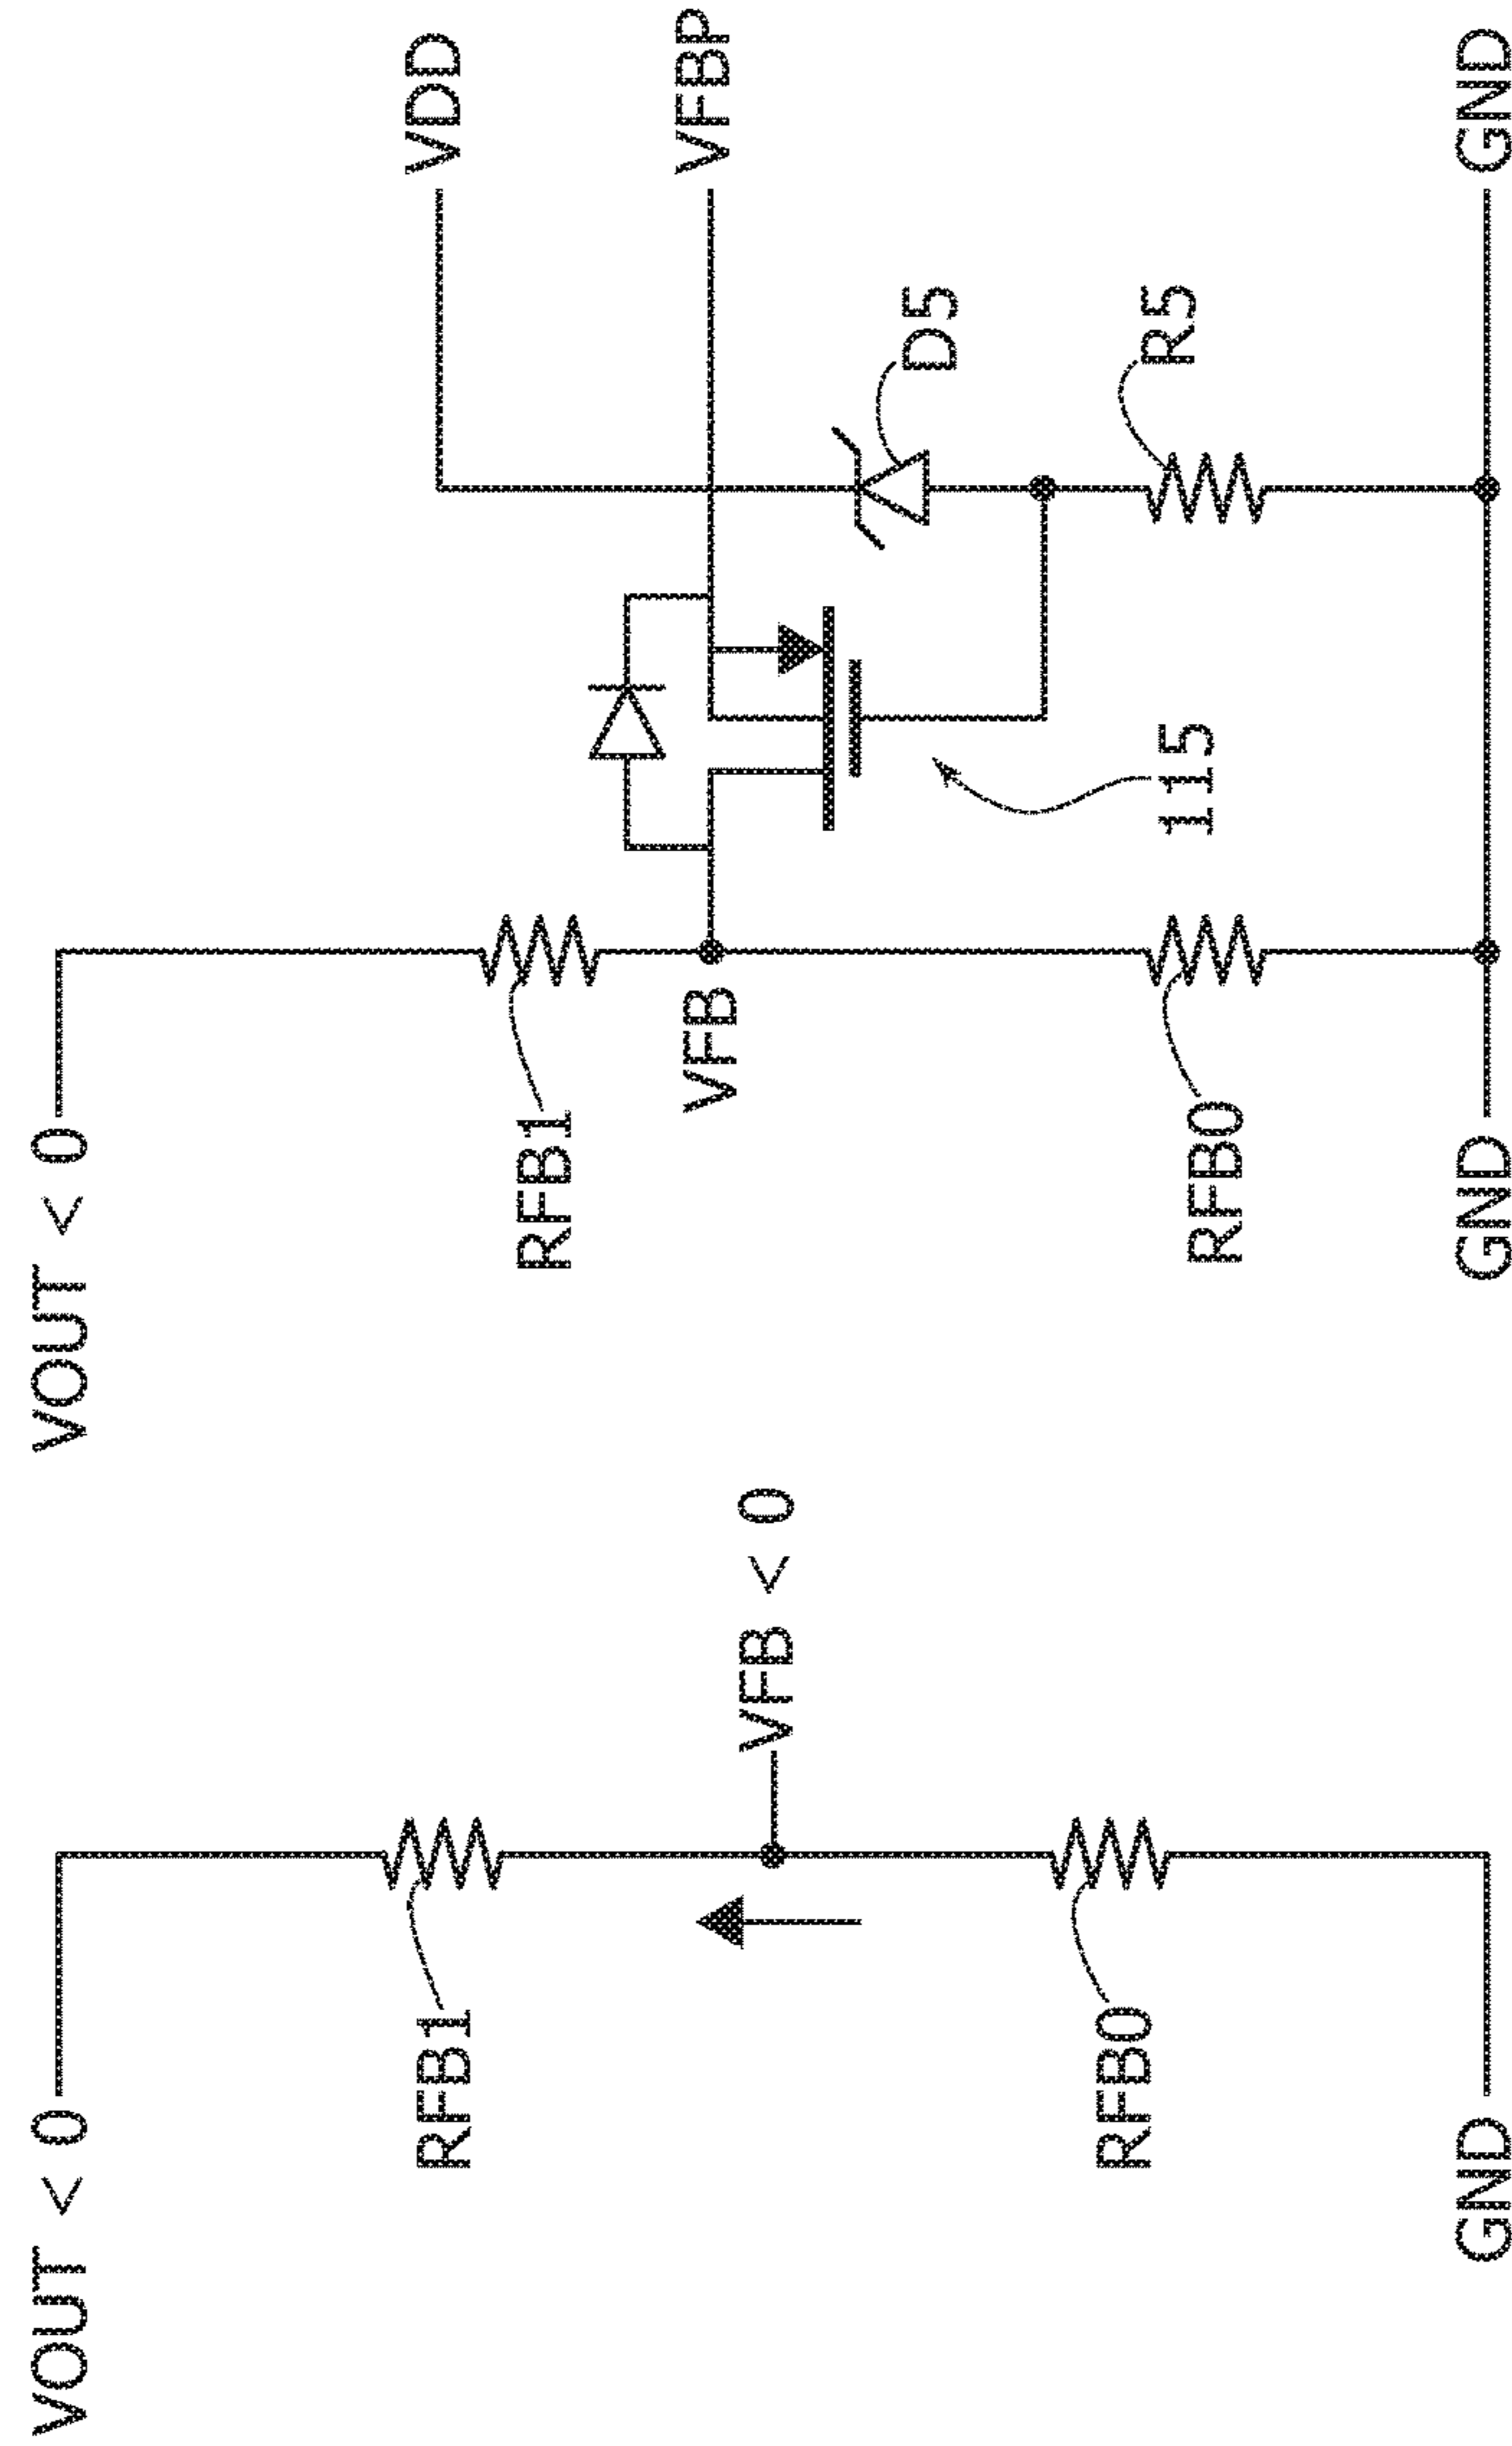 VOUT < 0
RFB1
VFB < 0
RFB0
GND
VOUT < 0
RFB1
VFB
RFB0
GND
VDD
VFBP
D5
R5
115
GND